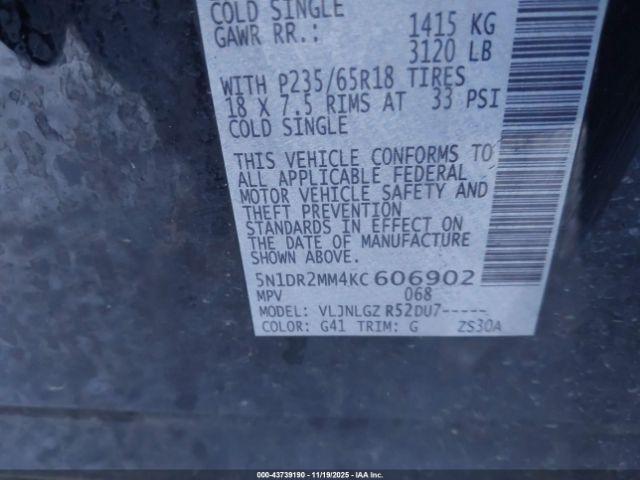 COLD SINGLE
GAWR RR.: 1415 KG
3120 LB
WITH P235/65R18 TIRES
18 X 7.5 RIMS AT 33 PSI
COLD SINGLE
THIS VEHICLE CONFORMS TO
ALL APPLICABLE FEDERAL
MOTOR VEHICLE SAFETY AND
THEFT PREVENTION
STANDARDS IN EFFECT ON
THE DATE OF MANUFACTURE
SHOWN ABOVE.
5N1DR2MM4KC 606902
MPV 068
MODEL: VLJNLGZ R52DU7-----
COLOR: G41 TRIM: G ZS30A
000-43739190 - 11/19/2025 - IAA Inc.